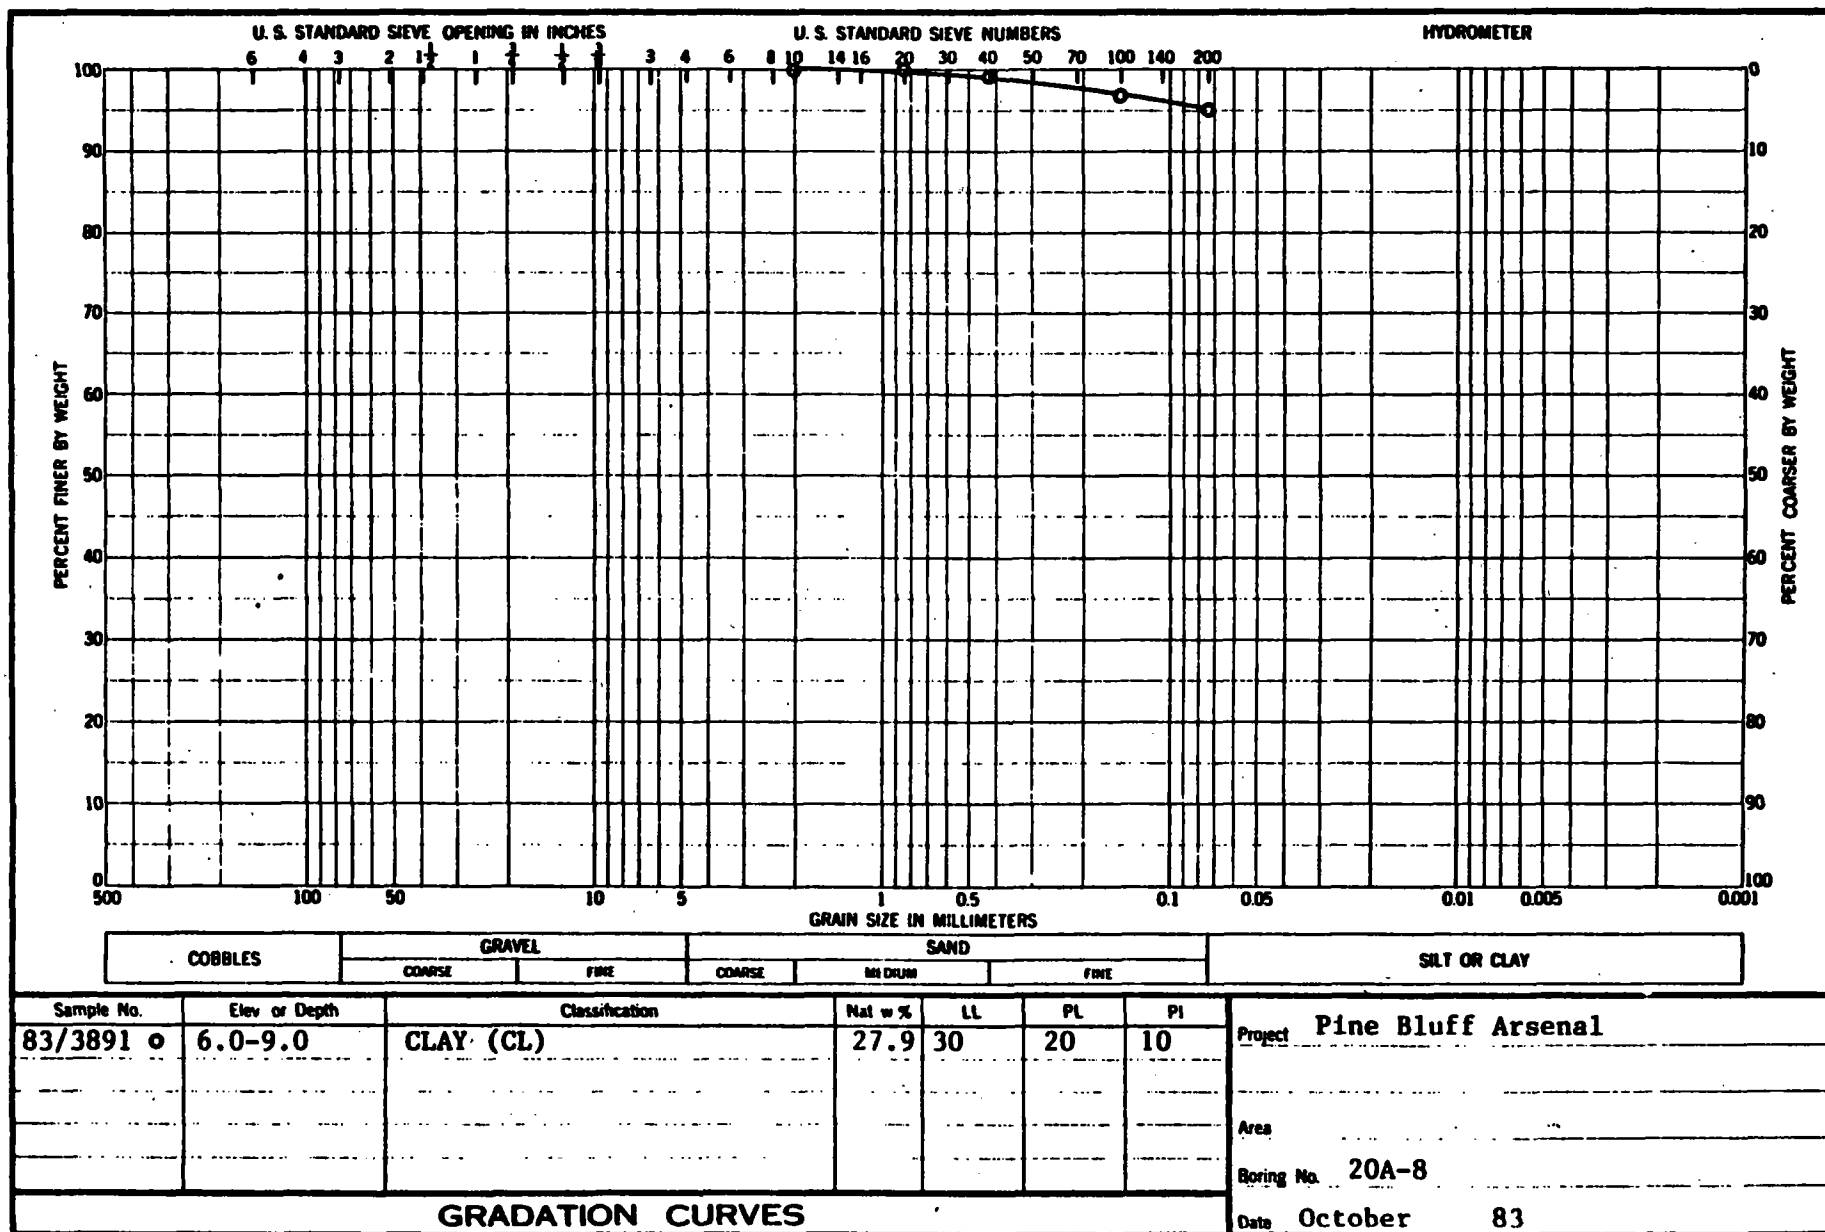 U. S. STANDARD SIEVE OPENING IN INCHES U. S. STANDARD SIEVE NUMBERS HYDROMETER
6 4 3 2 1½ 1 ¾ ½ ⅜ 3 4 6 8 10 14 16 20 30 40 50 70 100 140 200
100 0
90 10
80 20
70 30
60 40
50 50
40 60
30 70
20 80
10 90
0 100
PERCENT FINER BY WEIGHT
PERCENT COARSER BY WEIGHT
500 100 50 10 5 1 0.5 0.1 0.05 0.01 0.005 0.001
GRAIN SIZE IN MILLIMETERS
COBBLES GRAVEL SAND SILT OR CLAY
COARSE FINE COARSE MEDIUM FINE
Sample No. Elev or Depth Classification Nat w % LL PL PI
83/3891 o 6.0-9.0 CLAY (CL) 27.9 30 20 10
Project Pine Bluff Arsenal
Area
Boring No. 20A-8
GRADATION CURVES
Date October 83